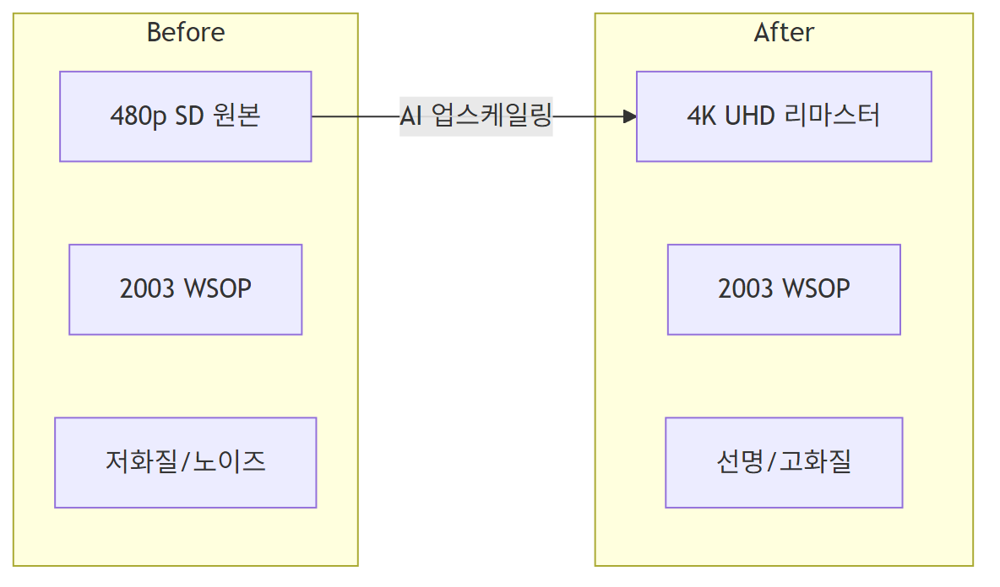 Before
480p SD 원본
2003 WSOP
저화질/노이즈
AI 업스케일링
After
4K UHD 리마스터
2003 WSOP
선명/고화질